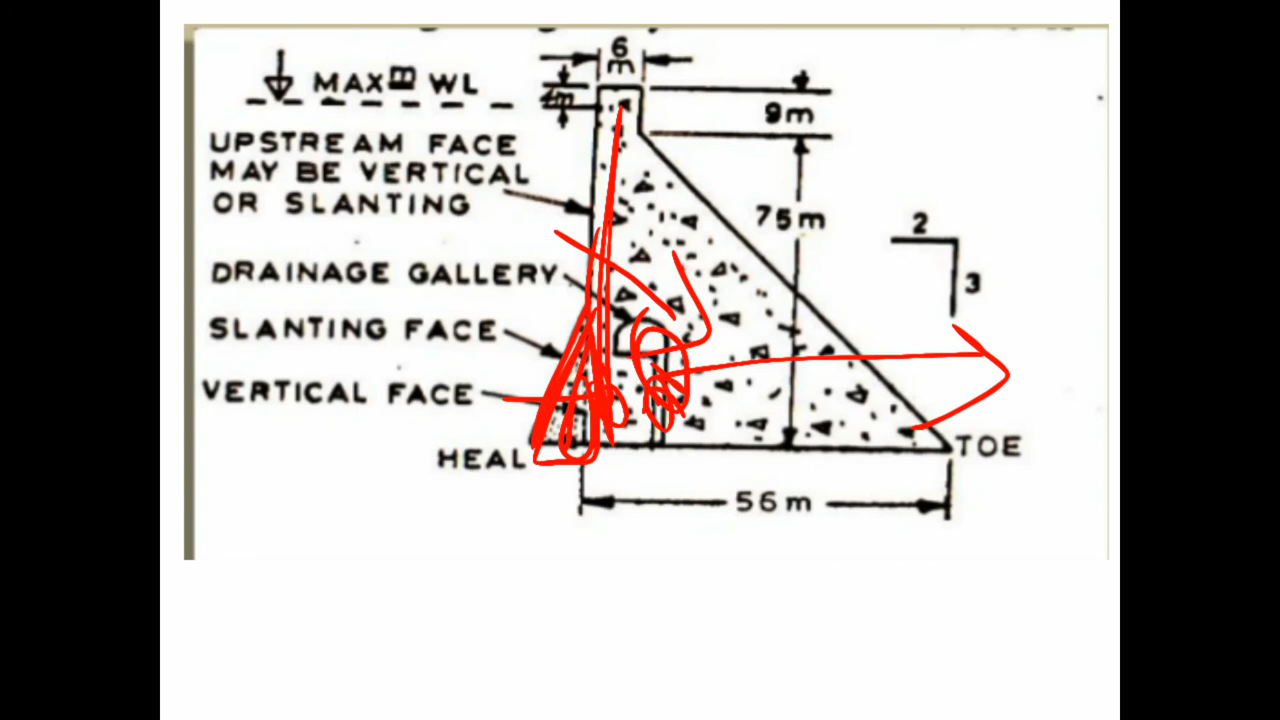 6
m
MAXᵐ WL
4m
9m
UPSTREAM FACE
MAY BE VERTICAL
OR SLANTING
75m
2
3
DRAINAGE GALLERY
SLANTING FACE
VERTICAL FACE
HEAL
TOE
56m